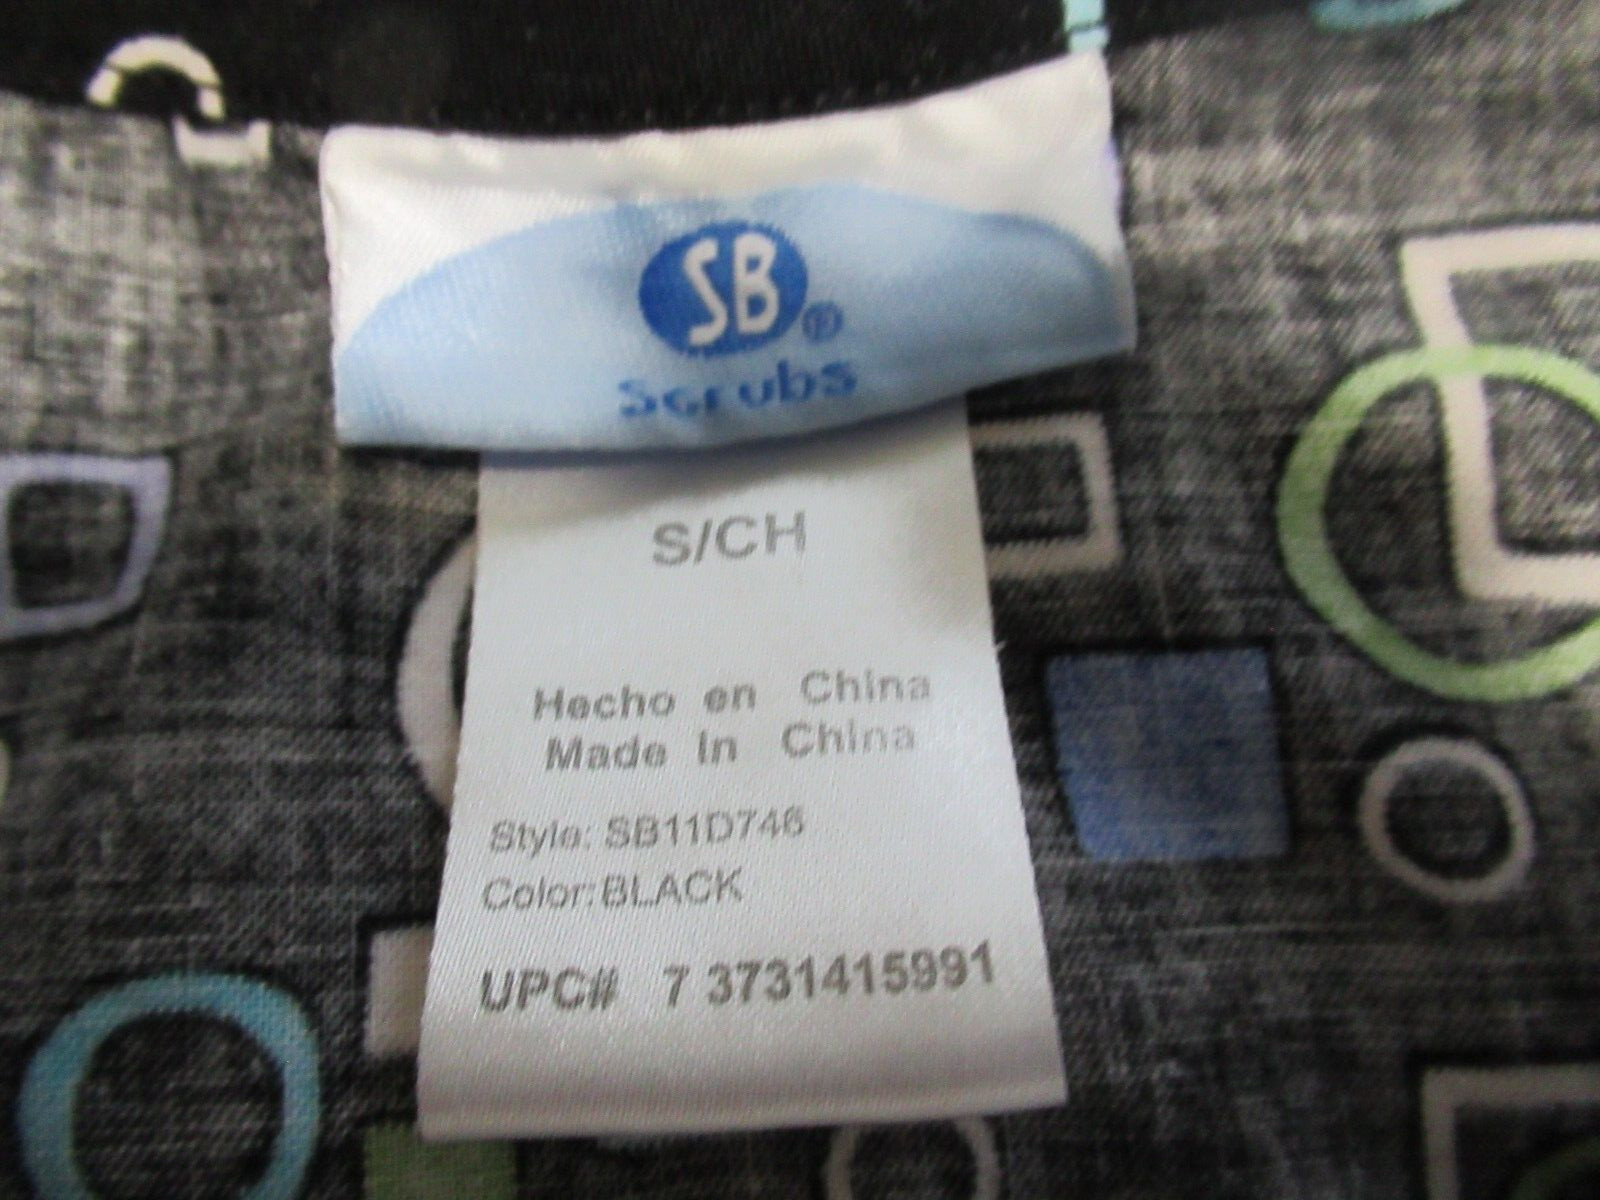 SB®
Scrubs
S/CH
Hecho en China
Made In China
Style: SB11D746
Color: BLACK
UPC# 7 3731415991